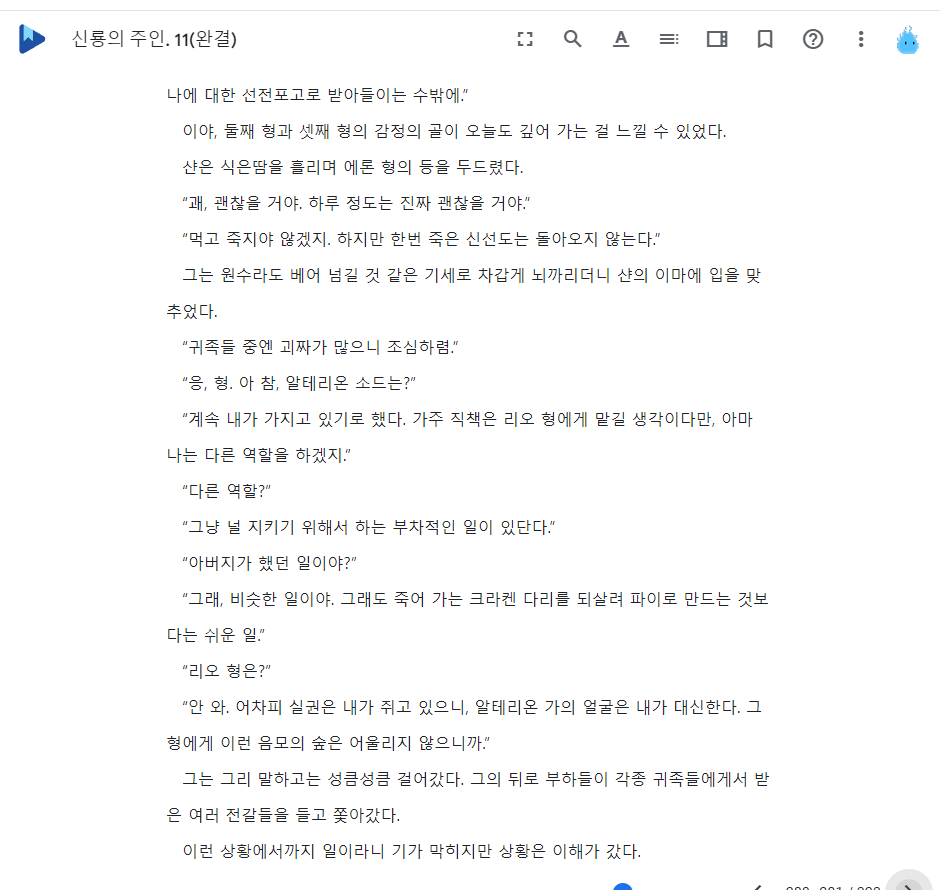 신룡의 주인. 11(완결)
나에 대한 선전포고로 받아들이는 수밖에.”
이야, 둘째 형과 셋째 형의 감정의 골이 오늘도 깊어 가는 걸 느낄 수 있었다.
샨은 식은땀을 흘리며 에론 형의 등을 두드렸다.
“괘, 괜찮을 거야. 하루 정도는 진짜 괜찮을 거야.”
“먹고 죽지야 않겠지. 하지만 한번 죽은 신선도는 돌아오지 않는다.”
그는 원수라도 베어 넘길 것 같은 기세로 차갑게 뇌까리더니 샨의 이마에 입을 맞
추었다.
“귀족들 중엔 괴짜가 많으니 조심하렴.”
“응, 형. 아 참, 알테리온 소드는?”
“계속 내가 가지고 있기로 했다. 가주 직책은 리오 형에게 맡길 생각이다만, 아마
나는 다른 역할을 하겠지.”
“다른 역할?”
“그냥 널 지키기 위해서 하는 부차적인 일이 있단다.”
“아버지가 했던 일이야?”
“그래, 비슷한 일이야. 그래도 죽어 가는 크라켄 다리를 되살려 파이로 만드는 것보
다는 쉬운 일.”
“리오 형은?”
“안 와. 어차피 실권은 내가 쥐고 있으니, 알테리온 가의 얼굴은 내가 대신한다. 그
형에게 이런 음모의 숲은 어울리지 않으니까.”
그는 그리 말하고는 성큼성큼 걸어갔다. 그의 뒤로 부하들이 각종 귀족들에게서 받
은 여러 전갈들을 들고 쫓아갔다.
이런 상황에서까지 일이라니 기가 막히지만 상황은 이해가 갔다.